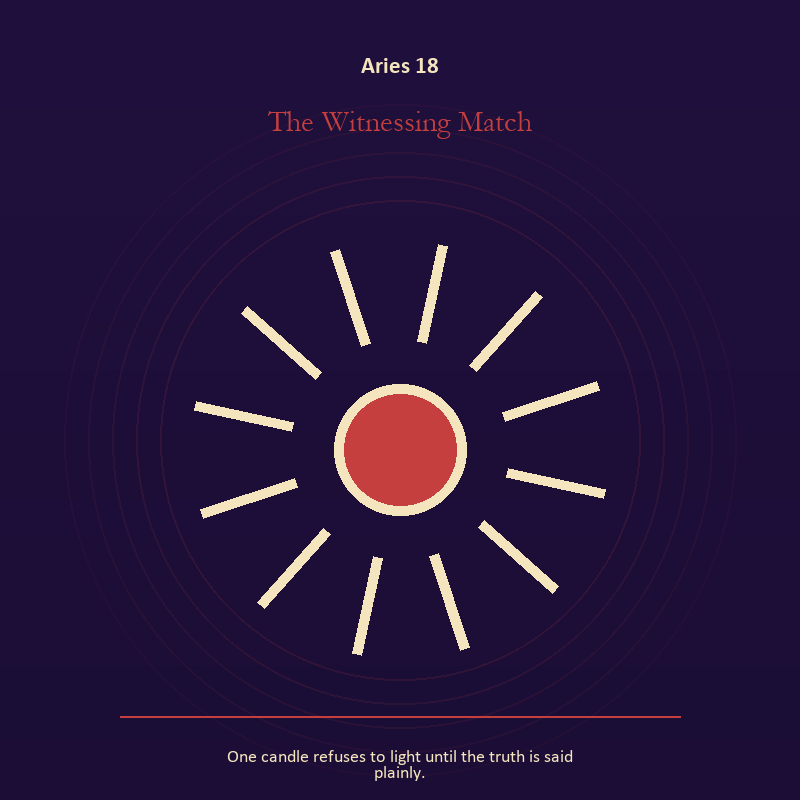 Aries 18
The Witnessing Match
One candle refuses to light until the truth is said
plainly.